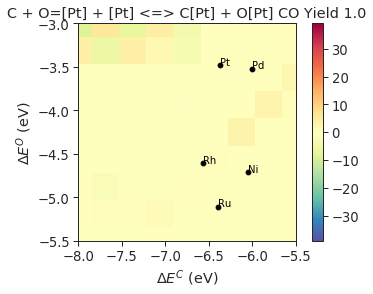 C + O=[Pt] + [Pt] <=> C[Pt] + O[Pt] CO Yield 1.0
−3.0
−3.5
−4.0
−4.5
−5.0
−5.5
ΔE^O (eV)
Pt
Pd
Rh
Ni
Ru
−8.0 −7.5 −7.0 −6.5 −6.0 −5.5
ΔE^C (eV)
30
20
10
0
−10
−20
−30